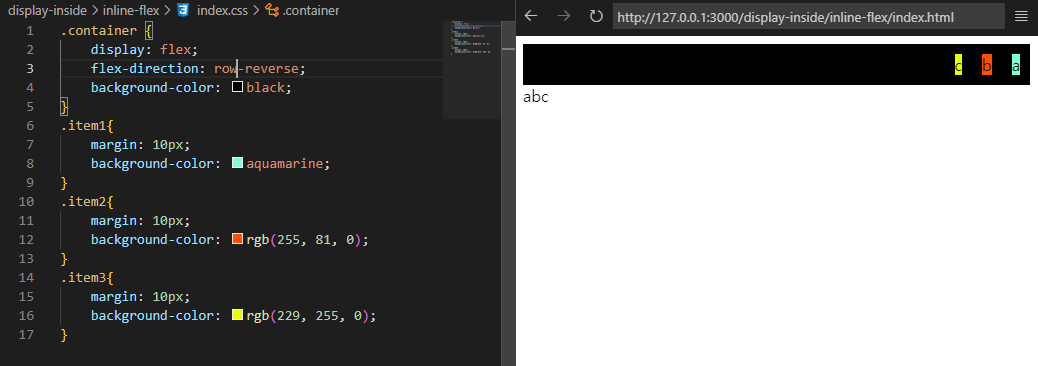 display-inside > inline-flex > index.css > .container
1 .container {
2 display: flex;
3 flex-direction: row-reverse;
4 background-color: black;
5 }
6 .item1{
7 margin: 10px;
8 background-color: aquamarine;
9 }
10 .item2{
11 margin: 10px;
12 background-color: rgb(255, 81, 0);
13 }
14 .item3{
15 margin: 10px;
16 background-color: rgb(229, 255, 0);
17 }
http://127.0.0.1:3000/display-inside/inline-flex/index.html
c b a
abc